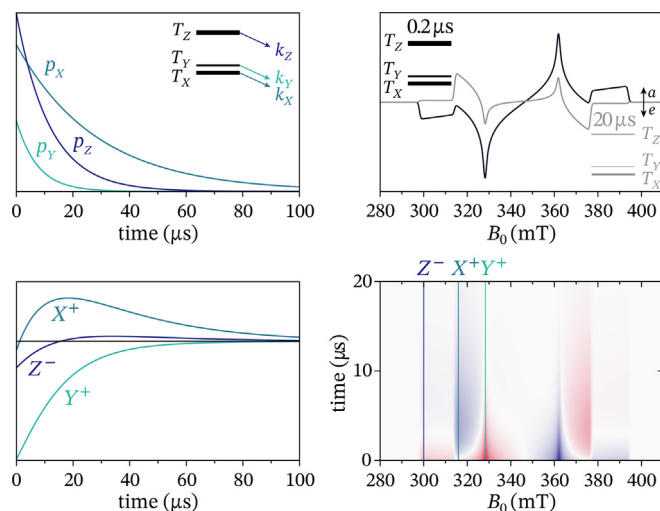 T_Z
k_Z
T_Y
k_Y
T_X
k_X
p_X
p_Y
p_Z
0 20 40 60 80 100
time (µs)
0.2 µs
T_Z
T_Y
T_X
a
e
20 µs
T_Z
T_Y
T_X
280 300 320 340 360 380 400
B_0 (mT)
X^+
Z^-
Y^+
0 20 40 60 80 100
time (µs)
Z^- X^+ Y^+
20
10
0
time (µs)
280 300 320 340 360 380 400
B_0 (mT)